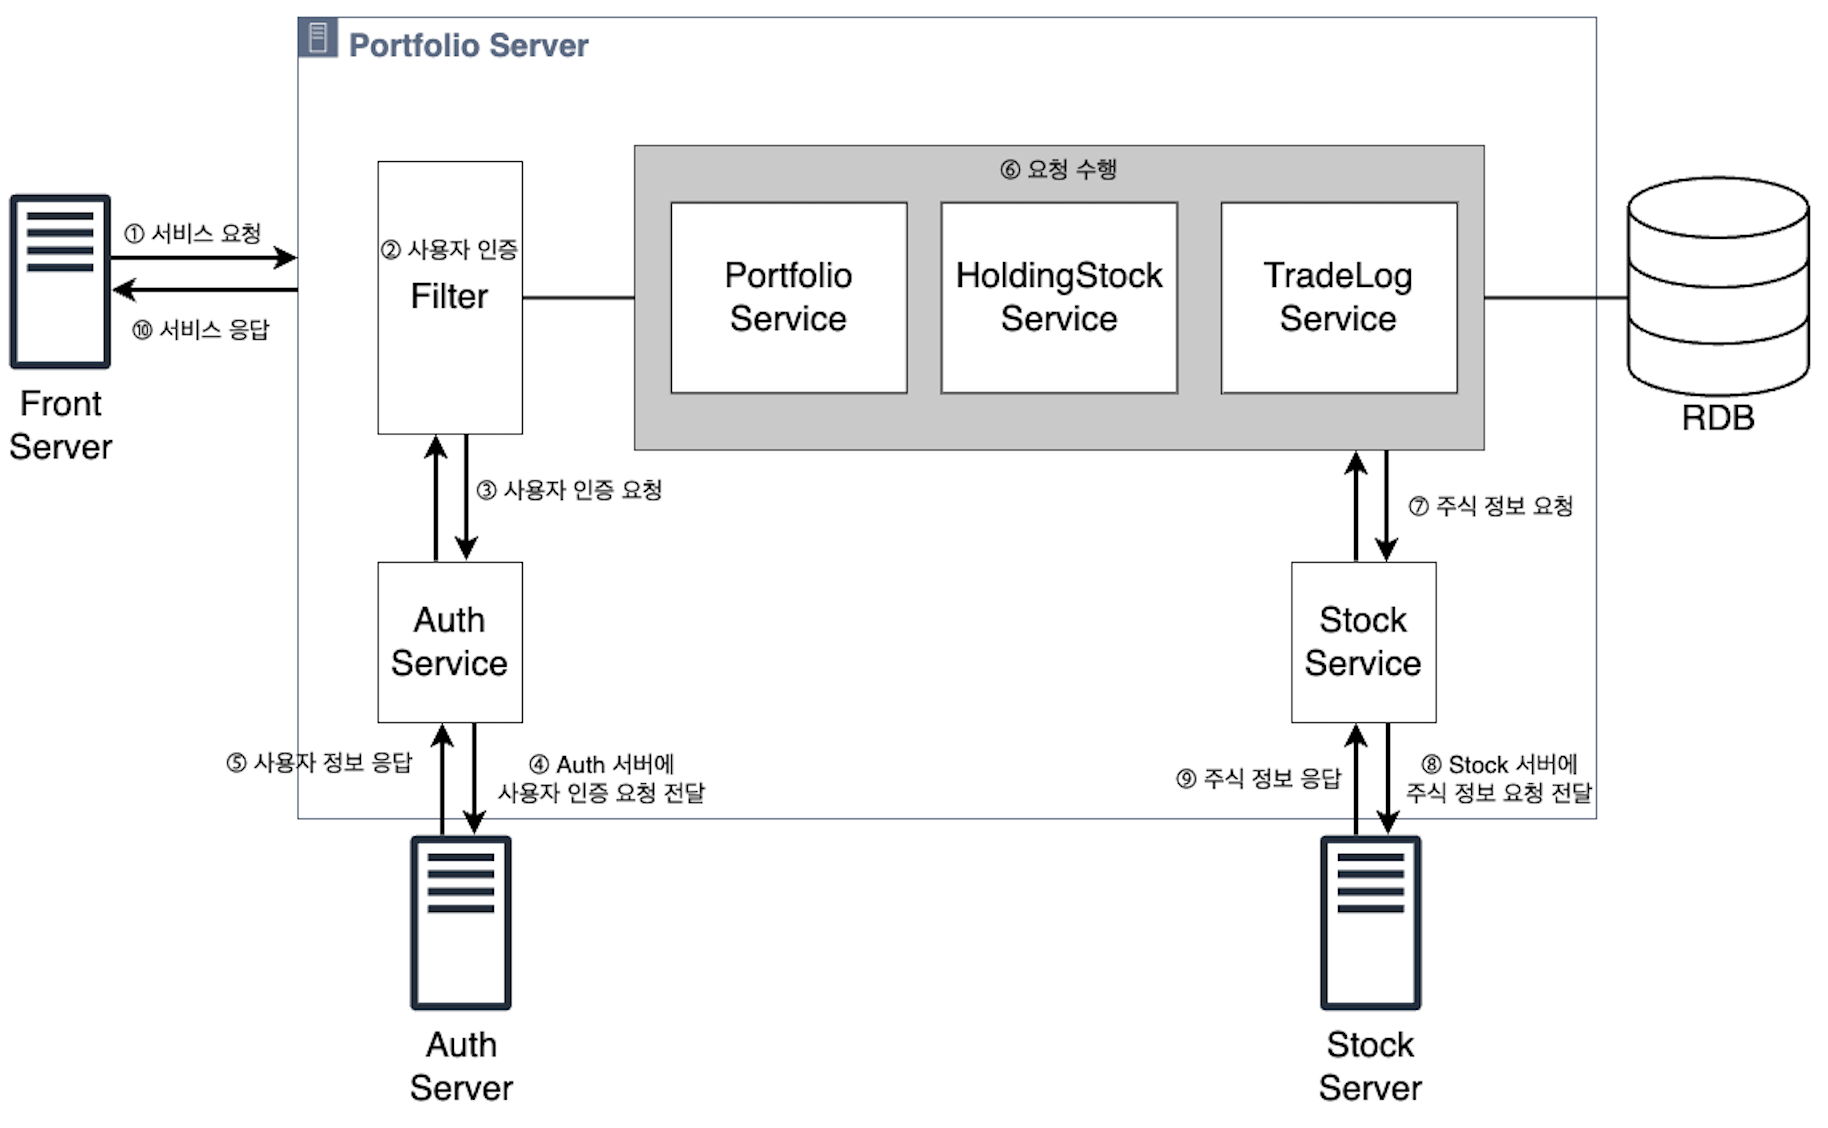 Portfolio Server
⑥ 요청 수행
① 서비스 요청
② 사용자 인증
Filter
Portfolio
Service
HoldingStock
Service
TradeLog
Service
⑩ 서비스 응답
Front
Server
RDB
③ 사용자 인증 요청
⑦ 주식 정보 요청
Auth
Service
Stock
Service
⑤ 사용자 정보 응답
④ Auth 서버에
사용자 인증 요청 전달
⑨ 주식 정보 응답
⑧ Stock 서버에
주식 정보 요청 전달
Auth
Server
Stock
Server